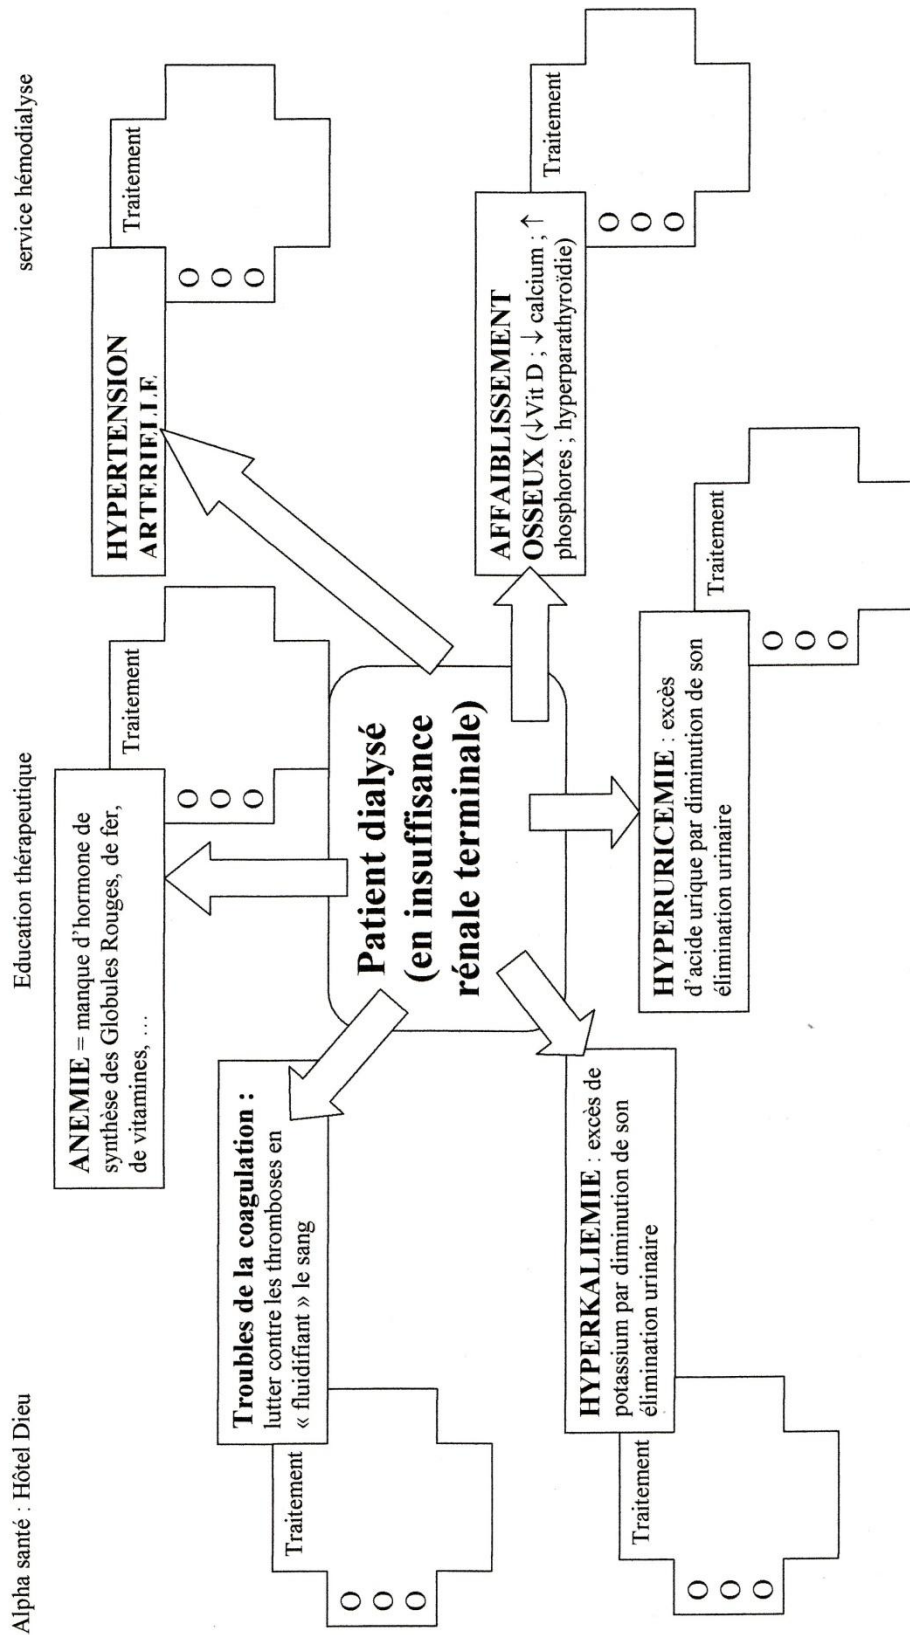 Alpha santé : Hôtel Dieu
Education thérapeutique
service hémodialyse
ANEMIE = manque d'hormone de
synthèse des Globules Rouges, de fer,
de vitamines, …
Traitement
O
O
O
HYPERTENSION
ARTERIELLE
Traitement
O
O
O
Troubles de la coagulation :
lutter contre les thromboses en
« fluidifiant » le sang
Traitement
O
O
O
Patient dialysé
(en insuffisance
rénale terminale)
AFFAIBLISSEMENT
OSSEUX (↓Vit D ; ↓ calcium ; ↑
phosphores ; hyperparathyroïdie)
Traitement
O
O
O
HYPERKALIEMIE : excès de
potassium par diminution de son
élimination urinaire
Traitement
O
O
O
HYPERURICEMIE : excès
d'acide urique par diminution de son
élimination urinaire
Traitement
O
O
O